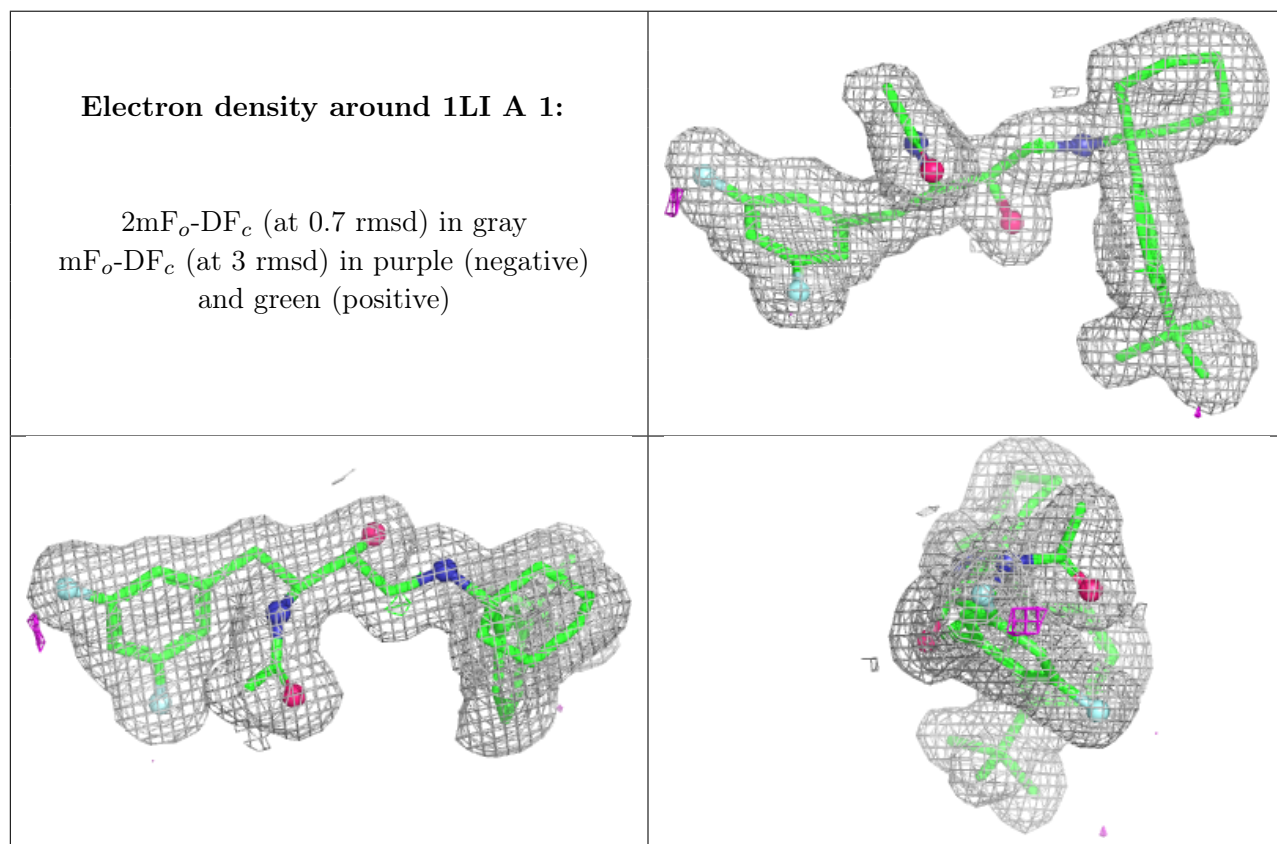 Electron density around 1LI A 1:
2mFo-DFc (at 0.7 rmsd) in gray
mFo-DFc (at 3 rmsd) in purple (negative)
and green (positive)